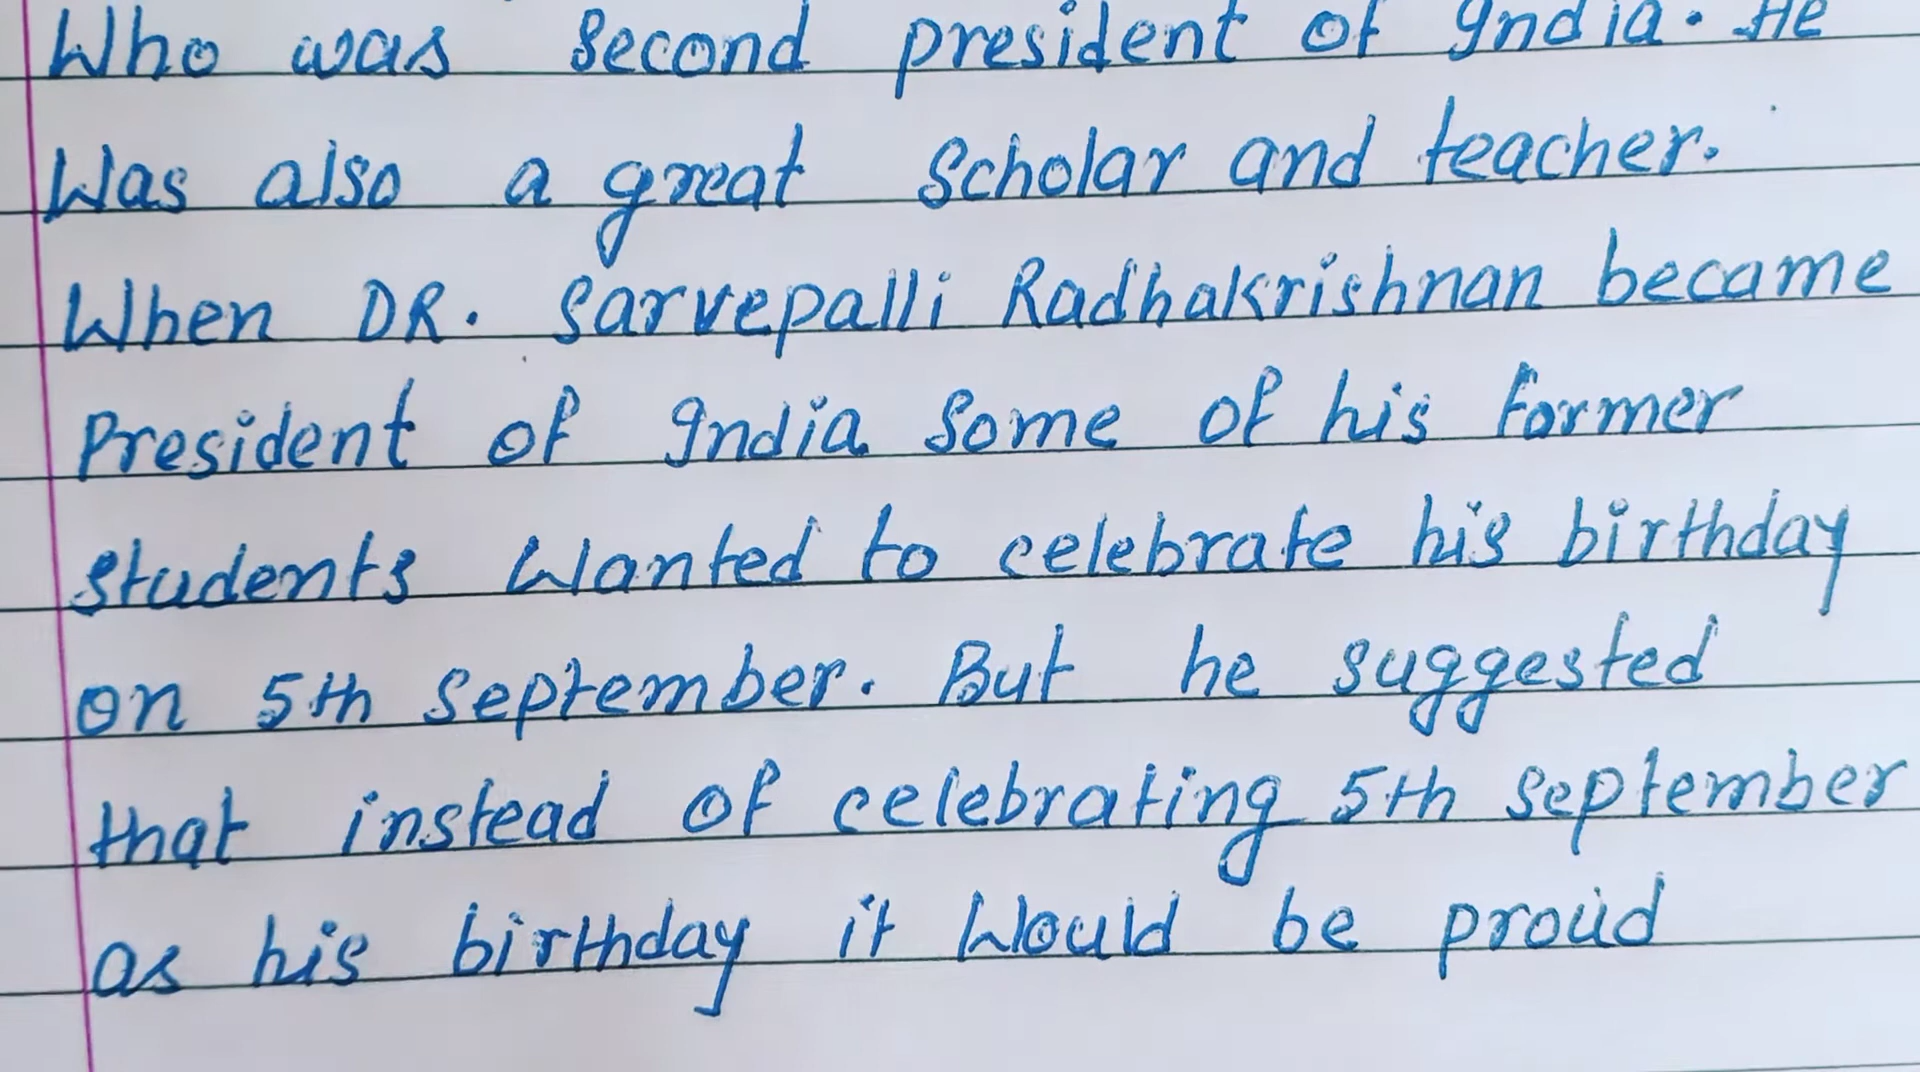 Who was second president of India. He
Was also a great Scholar and teacher.
When DR. Sarvepalli Radhakrishnan became
President of India Some of his former
students Wanted to celebrate his birthday
on 5th September. But he suggested
that instead of celebrating 5th September
as his birthday it Would be proud